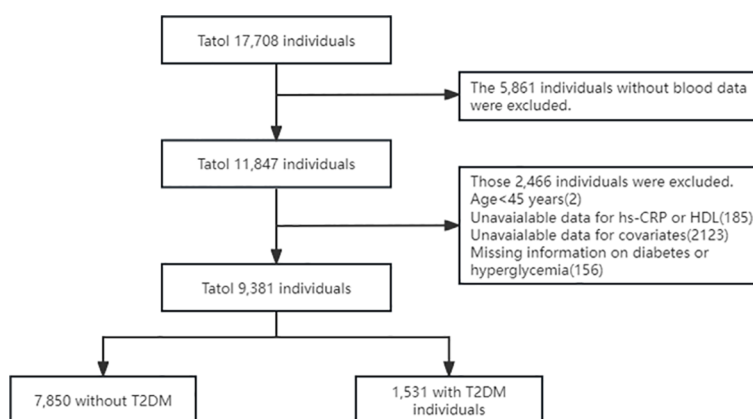 Tatol 17,708 individuals
The 5,861 individuals without blood data
were excluded.
Tatol 11,847 individuals
Those 2,466 individuals were excluded.
Age<45 years(2)
Unavaialable data for hs-CRP or HDL(185)
Unavaialable data for covariates(2123)
Missing information on diabetes or
hyperglycemia(156)
Tatol 9,381 individuals
7,850 without T2DM
1,531 with T2DM
individuals